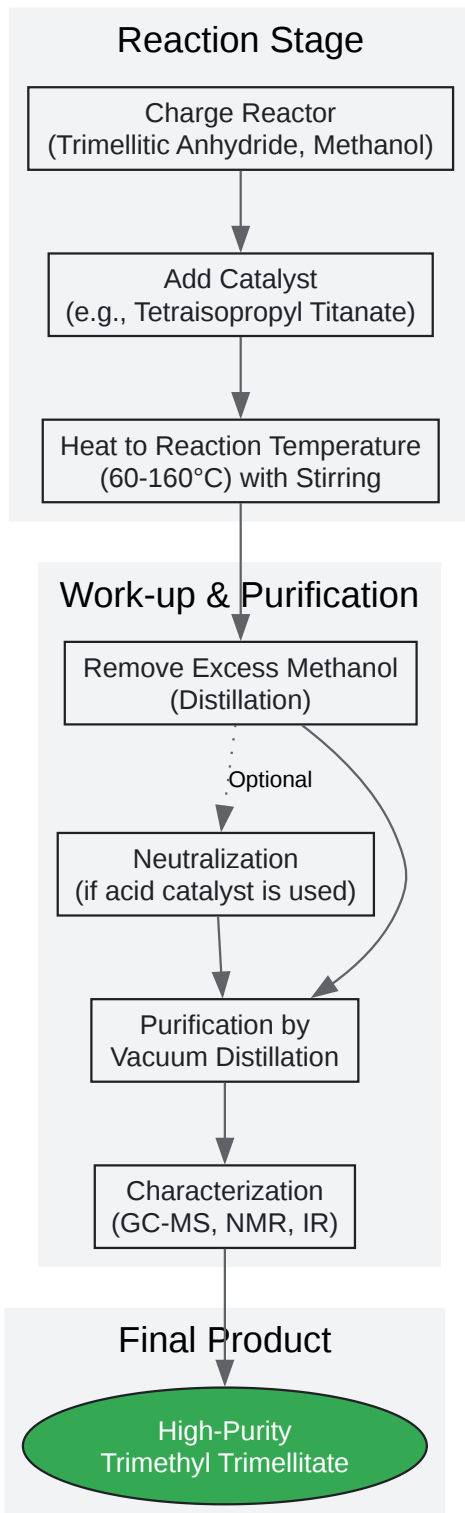 Reaction Stage
Charge Reactor
(Trimellitic Anhydride, Methanol)
Add Catalyst
(e.g., Tetraisopropyl Titanate)
Heat to Reaction Temperature
(60-160°C) with Stirring
Work-up & Purification
Remove Excess Methanol
(Distillation)
Optional
Neutralization
(if acid catalyst is used)
Purification by
Vacuum Distillation
Characterization
(GC-MS, NMR, IR)
Final Product
High-Purity
Trimethyl Trimellitate